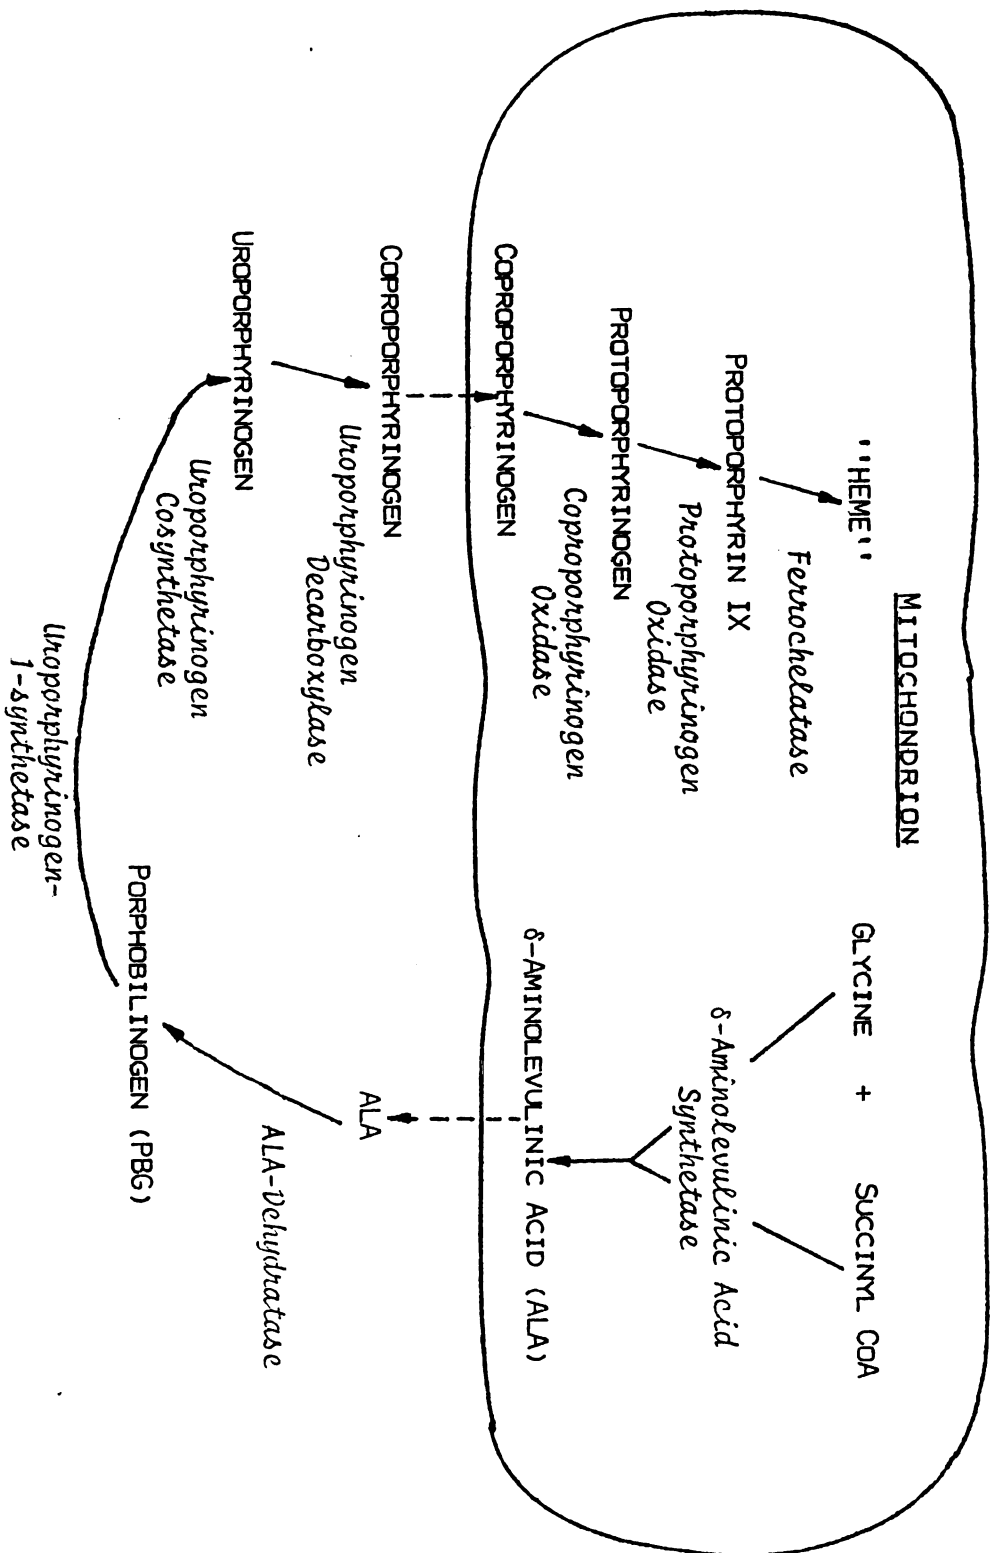 MITOCHONDRION
"HEME"
GLYCINE + SUCCINYL COA
Ferrochelatase
PROTOPORPHYRIN IX
δ-Aminolevulinic Acid
Synthetase
Protoporphyrinogen
Oxidase
PROTOPORPHYRINOGEN
Coproporphyrinogen
Oxidase
COPROPORPHYRINOGEN
δ-AMINOLEVULINIC ACID (ALA)
COPROPORPHYRINOGEN
ALA
Uroporphyrinogen
Decarboxylase
ALA-Dehydratase
UROPORPHYRINOGEN
Uroporphyrinogen
Cosynthetase
PORPHOBILINOGEN (PBG)
Uroporphyrinogen-
1-synthetase